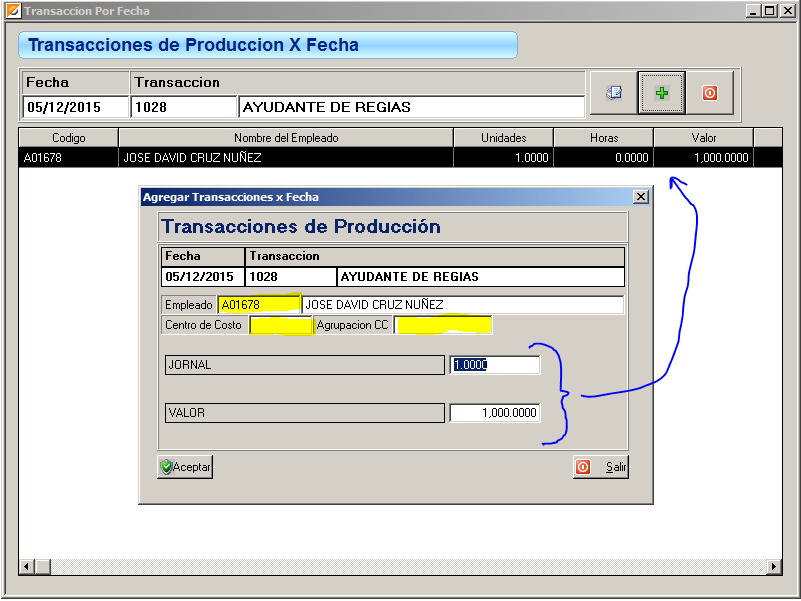 Transaccion Por Fecha
Transacciones de Produccion X Fecha
Fecha Transaccion
05/12/2015 1028 AYUDANTE DE REGIAS
Codigo Nombre del Empleado Unidades Horas Valor
A01678 JOSE DAVID CRUZ NUÑEZ 1.0000 0.0000 1,000.0000
Agregar Transacciones x Fecha
Transacciones de Producción
Fecha Transaccion
05/12/2015 1028 AYUDANTE DE REGIAS
Empleado A01678 JOSE DAVID CRUZ NUÑEZ
Centro de Costo Agrupacion CC
JORNAL 1.0000
VALOR 1,000.0000
Aceptar Salir